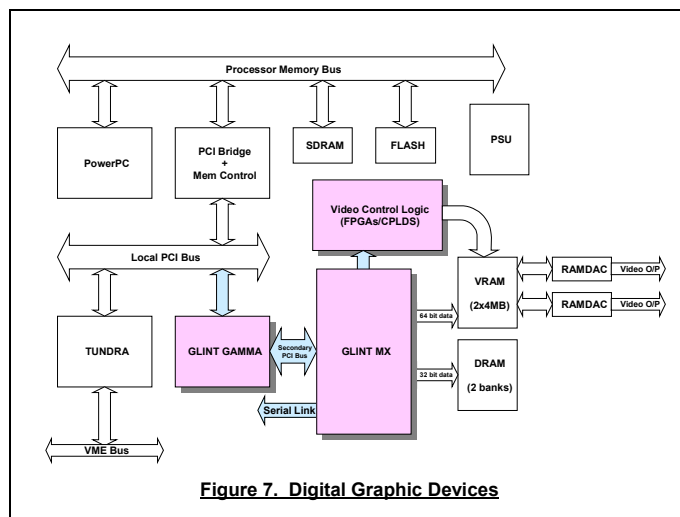 Processor Memory Bus
PowerPC
PCI Bridge
+
Mem Control
SDRAM
FLASH
PSU
Video Control Logic
(FPGAs/CPLDS)
Local PCI Bus
VRAM
(2x4MB)
RAMDAC
Video O/P
RAMDAC
Video O/P
TUNDRA
GLINT GAMMA
Secondary
PCI Bus
GLINT MX
64 bit data
32 bit data
DRAM
(2 banks)
Serial Link
VME Bus
Figure 7. Digital Graphic Devices